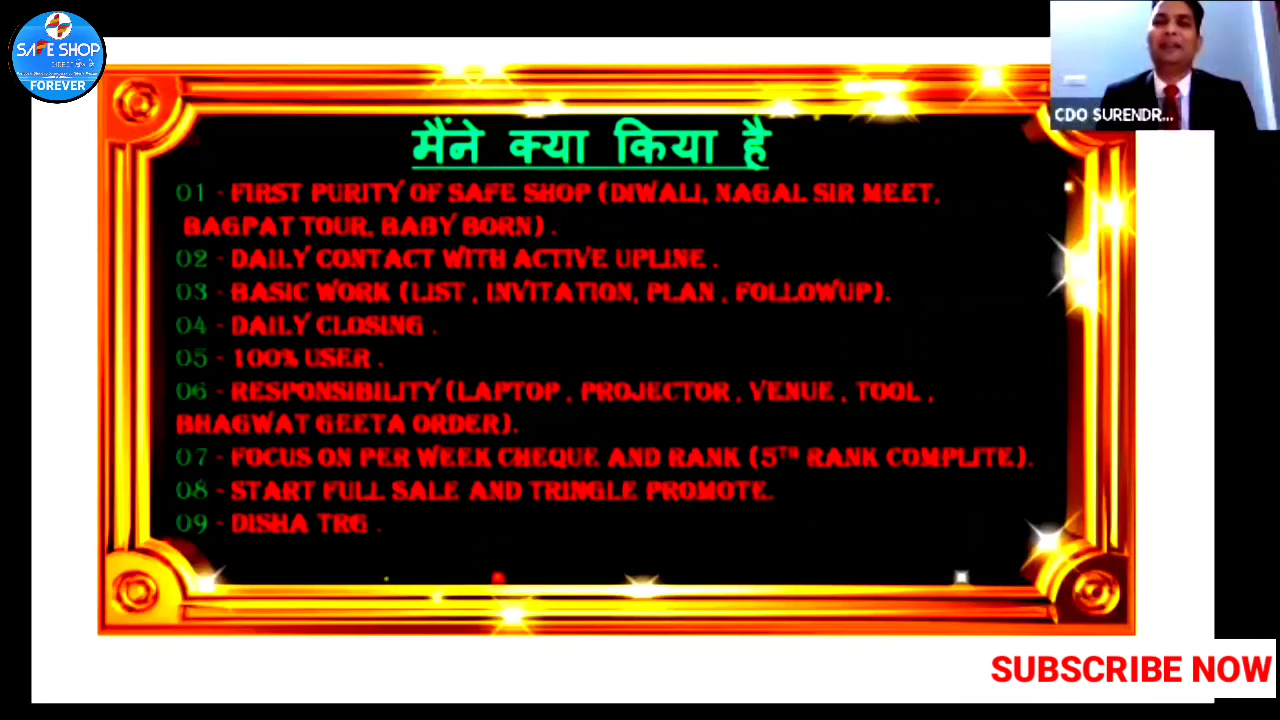 SAFE SHOP
FOREVER
CDO SURENDR...
मैंने क्या किया है
01 - FIRST PURITY OF SAFE SHOP (DIWALI, NAGAL SIR MEET,
BAGPAT TOUR, BABY BORN) .
02 - DAILY CONTACT WITH ACTIVE UPLINE .
03 - BASIC WORK (LIST , INVITATION, PLAN , FOLLOWUP).
04 - DAILY CLOSING .
05 - 100% USER .
06 - RESPONSIBILITY (LAPTOP , PROJECTOR , VENUE , TOOL ,
BHAGWAT GEETA ORDER).
07 - FOCUS ON PER WEEK CHEQUE AND RANK (5TH RANK COMPLITE).
08 - START FULL SALE AND TRINGLE PROMOTE.
09 - DISHA TRG .
SUBSCRIBE NOW